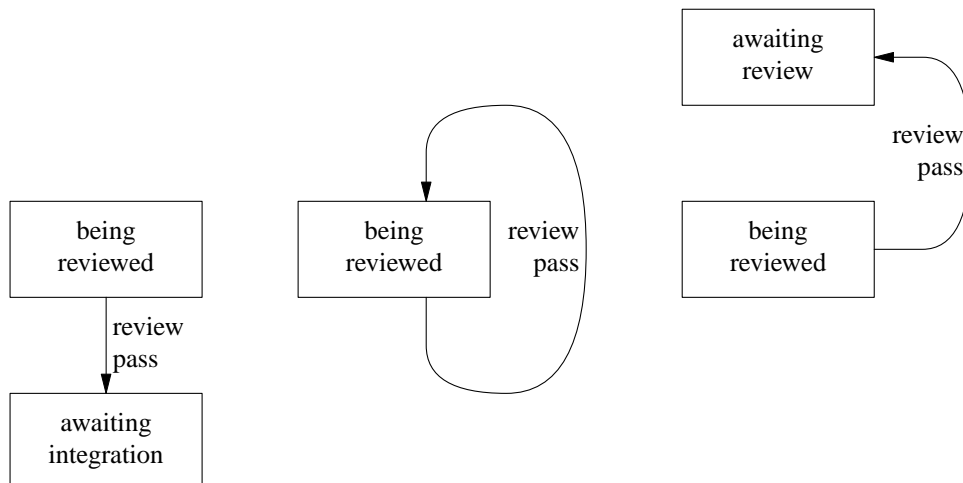 being
reviewed
review
pass
awaiting
integration
being
reviewed
review
pass
awaiting
review
review
pass
being
reviewed